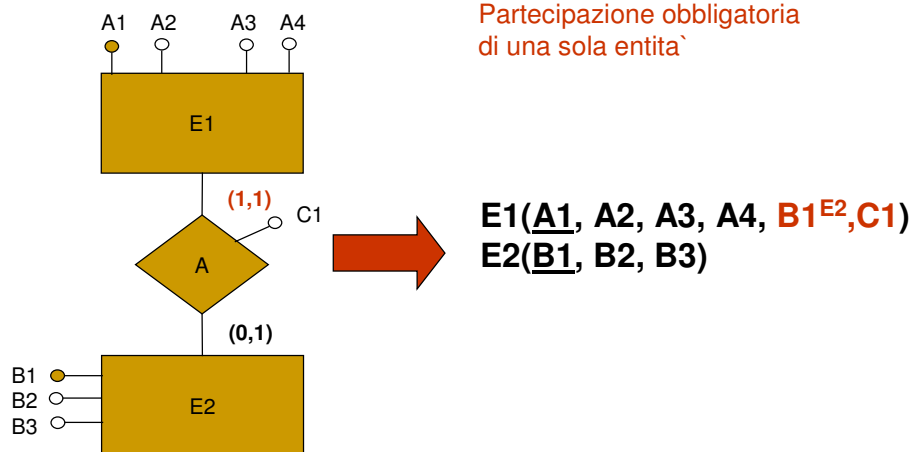 Partecipazione obbligatoria
di una sola entita`
A1 A2 A3 A4
E1
(1,1)
C1
A
E1(A1, A2, A3, A4, B1E2,C1)
E2(B1, B2, B3)
(0,1)
B1
B2
B3
E2